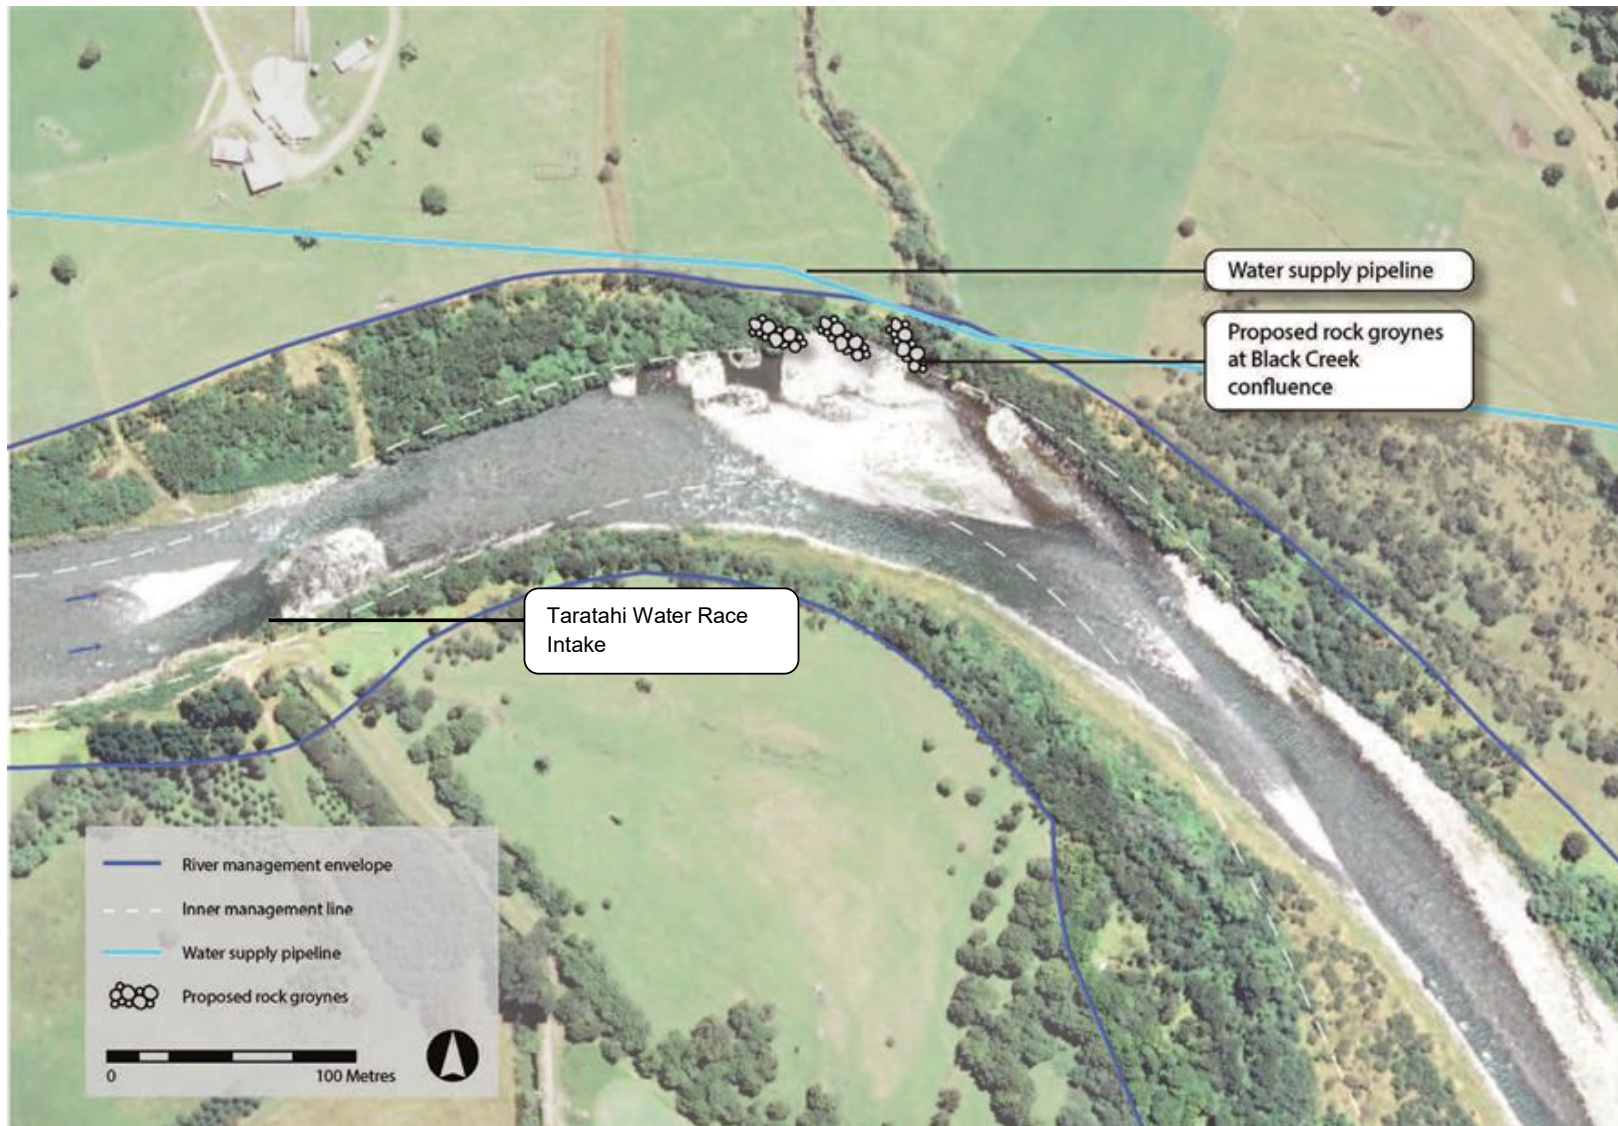 Water supply pipeline
Proposed rock groynes
at Black Creek
confluence
Taratahi Water Race
Intake
River management envelope
Inner management line
Water supply pipeline
Proposed rock groynes
0
100 Metres